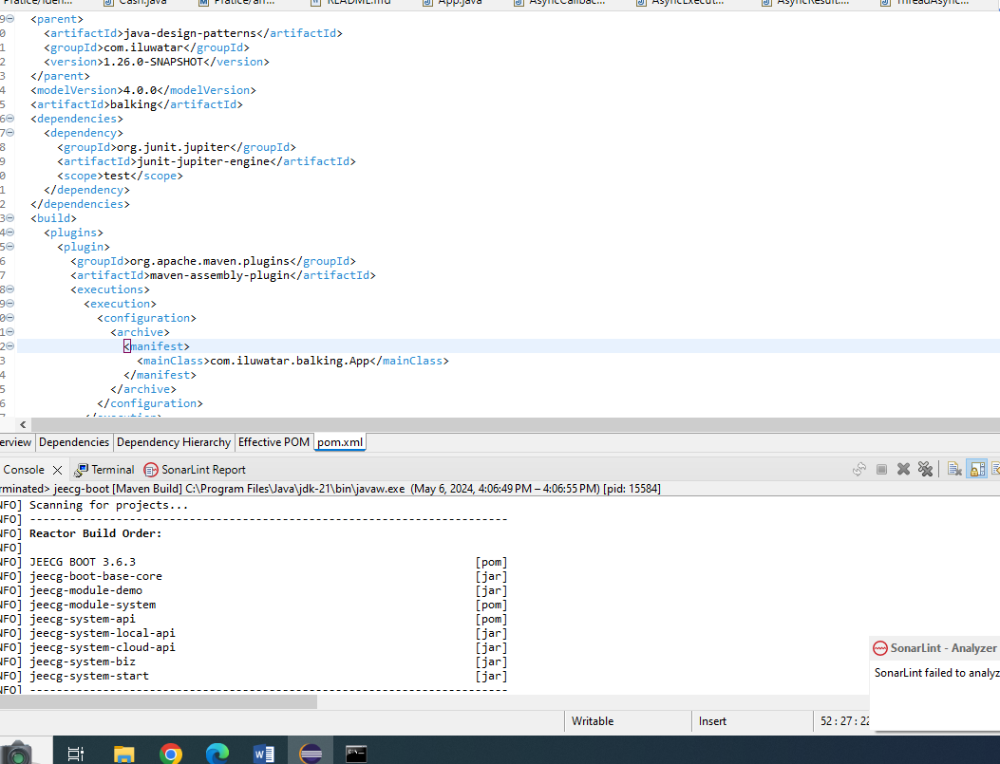 Cash.java
README.md
App.java
<parent>
<artifactId>java-design-patterns</artifactId>
<groupId>com.iluwatar</groupId>
<version>1.26.0-SNAPSHOT</version>
</parent>
<modelVersion>4.0.0</modelVersion>
<artifactId>balking</artifactId>
<dependencies>
<dependency>
<groupId>org.junit.jupiter</groupId>
<artifactId>junit-jupiter-engine</artifactId>
<scope>test</scope>
</dependency>
</dependencies>
<build>
<plugins>
<plugin>
<groupId>org.apache.maven.plugins</groupId>
<artifactId>maven-assembly-plugin</artifactId>
<executions>
<execution>
<configuration>
<archive>
<manifest>
<mainClass>com.iluwatar.balking.App</mainClass>
</manifest>
</archive>
</configuration>
erview Dependencies Dependency Hierarchy Effective POM pom.xml
Console Terminal SonarLint Report
rminated> jeecg-boot [Maven Build] C:\Program Files\Java\jdk-21\bin\javaw.exe (May 6, 2024, 4:06:49 PM – 4:06:55 PM) [pid: 15584]
NFO] Scanning for projects...
NFO] ------------------------------------------------------------------------
NFO] Reactor Build Order:
NFO]
NFO] JEECG BOOT 3.6.3 [pom]
NFO] jeecg-boot-base-core [jar]
NFO] jeecg-module-demo [jar]
NFO] jeecg-module-system [pom]
NFO] jeecg-system-api [pom]
NFO] jeecg-system-local-api [jar]
NFO] jeecg-system-cloud-api [jar]
NFO] jeecg-system-biz [jar]
NFO] jeecg-system-start [jar]
NFO] ------------------------------------------------------------------------
SonarLint - Analyzer
SonarLint failed to analyz
Writable Insert 52 : 27 : 22